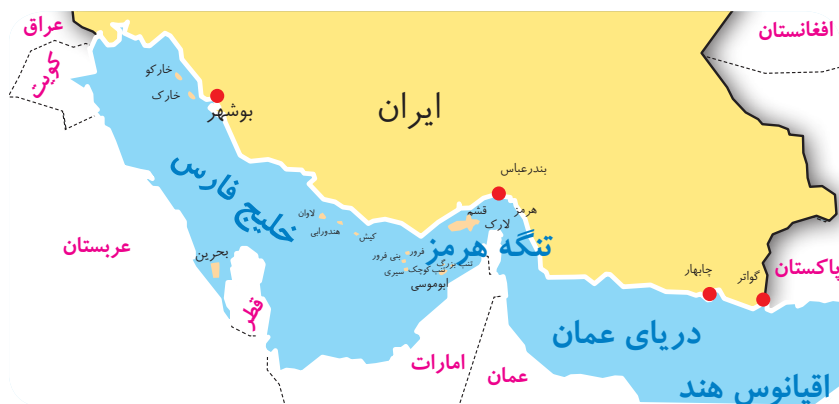 عراق
افغانستان
کویت
خارکو
خارک
بوشهر
ایران
بندرعباس
خلیج فارس
هرمز
قشم
لارک
لاوان
هندورابی
کیش
تنگه هرمز
عربستان
بحرین
فرور
بنی فرور
تنب بزرگ
تنب کوچک
سیری
ابوموسی
پاکستان
چابهار
گواتر
قطر
دریای عمان
امارات
عمان
اقیانوس هند